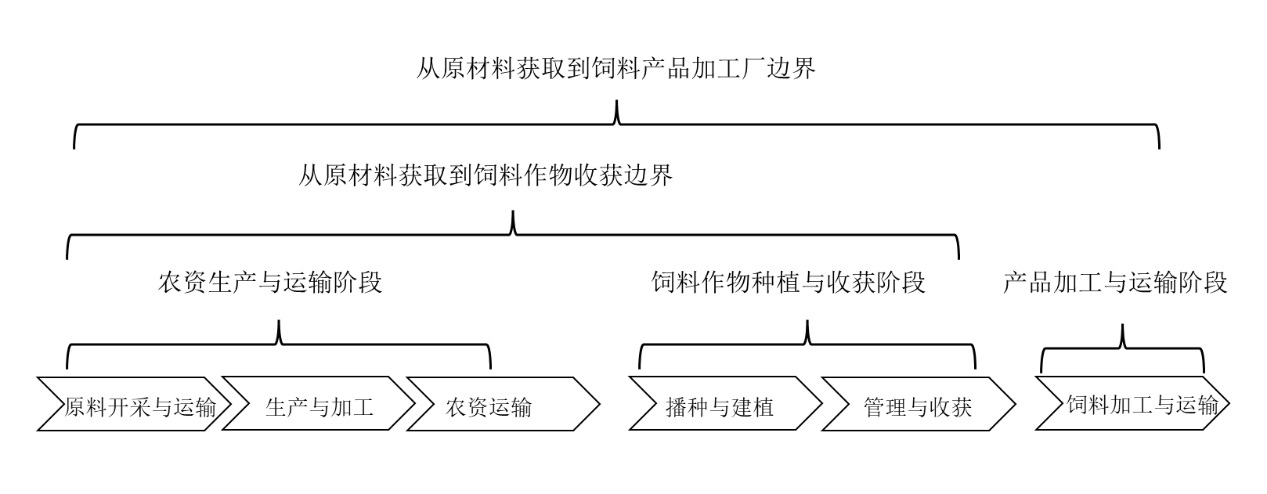 从原材料获取到饲料产品加工厂边界
从原材料获取到饲料作物收获边界
农资生产与运输阶段
饲料作物种植与收获阶段
产品加工与运输阶段
原料开采与运输
生产与加工
农资运输
播种与建植
管理与收获
饲料加工与运输